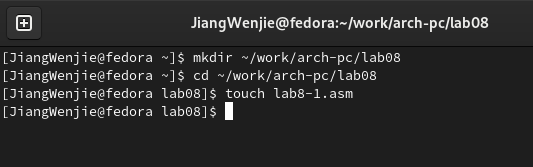 JiangWenjie@fedora:~/work/arch-pc/lab08
[JiangWenjie@fedora ~]$ mkdir ~/work/arch-pc/lab08
[JiangWenjie@fedora ~]$ cd ~/work/arch-pc/lab08
[JiangWenjie@fedora lab08]$ touch lab8-1.asm
[JiangWenjie@fedora lab08]$